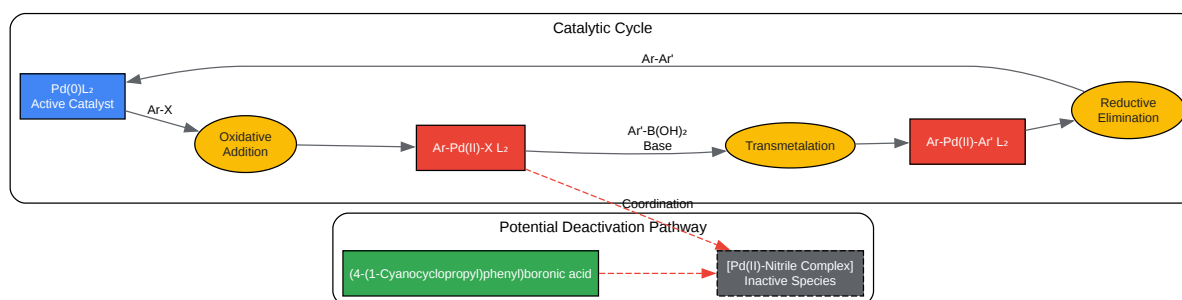 Catalytic Cycle
Ar-Ar'
Pd(0)L₂
Active Catalyst
Ar-X
Oxidative
Addition
Ar-Pd(II)-X L₂
Ar'-B(OH)₂
Base
Transmetalation
Ar-Pd(II)-Ar' L₂
Reductive
Elimination
Coordination
Potential Deactivation Pathway
(4-(1-Cyanocyclopropyl)phenyl)boronic acid
[Pd(II)-Nitrile Complex]
Inactive Species